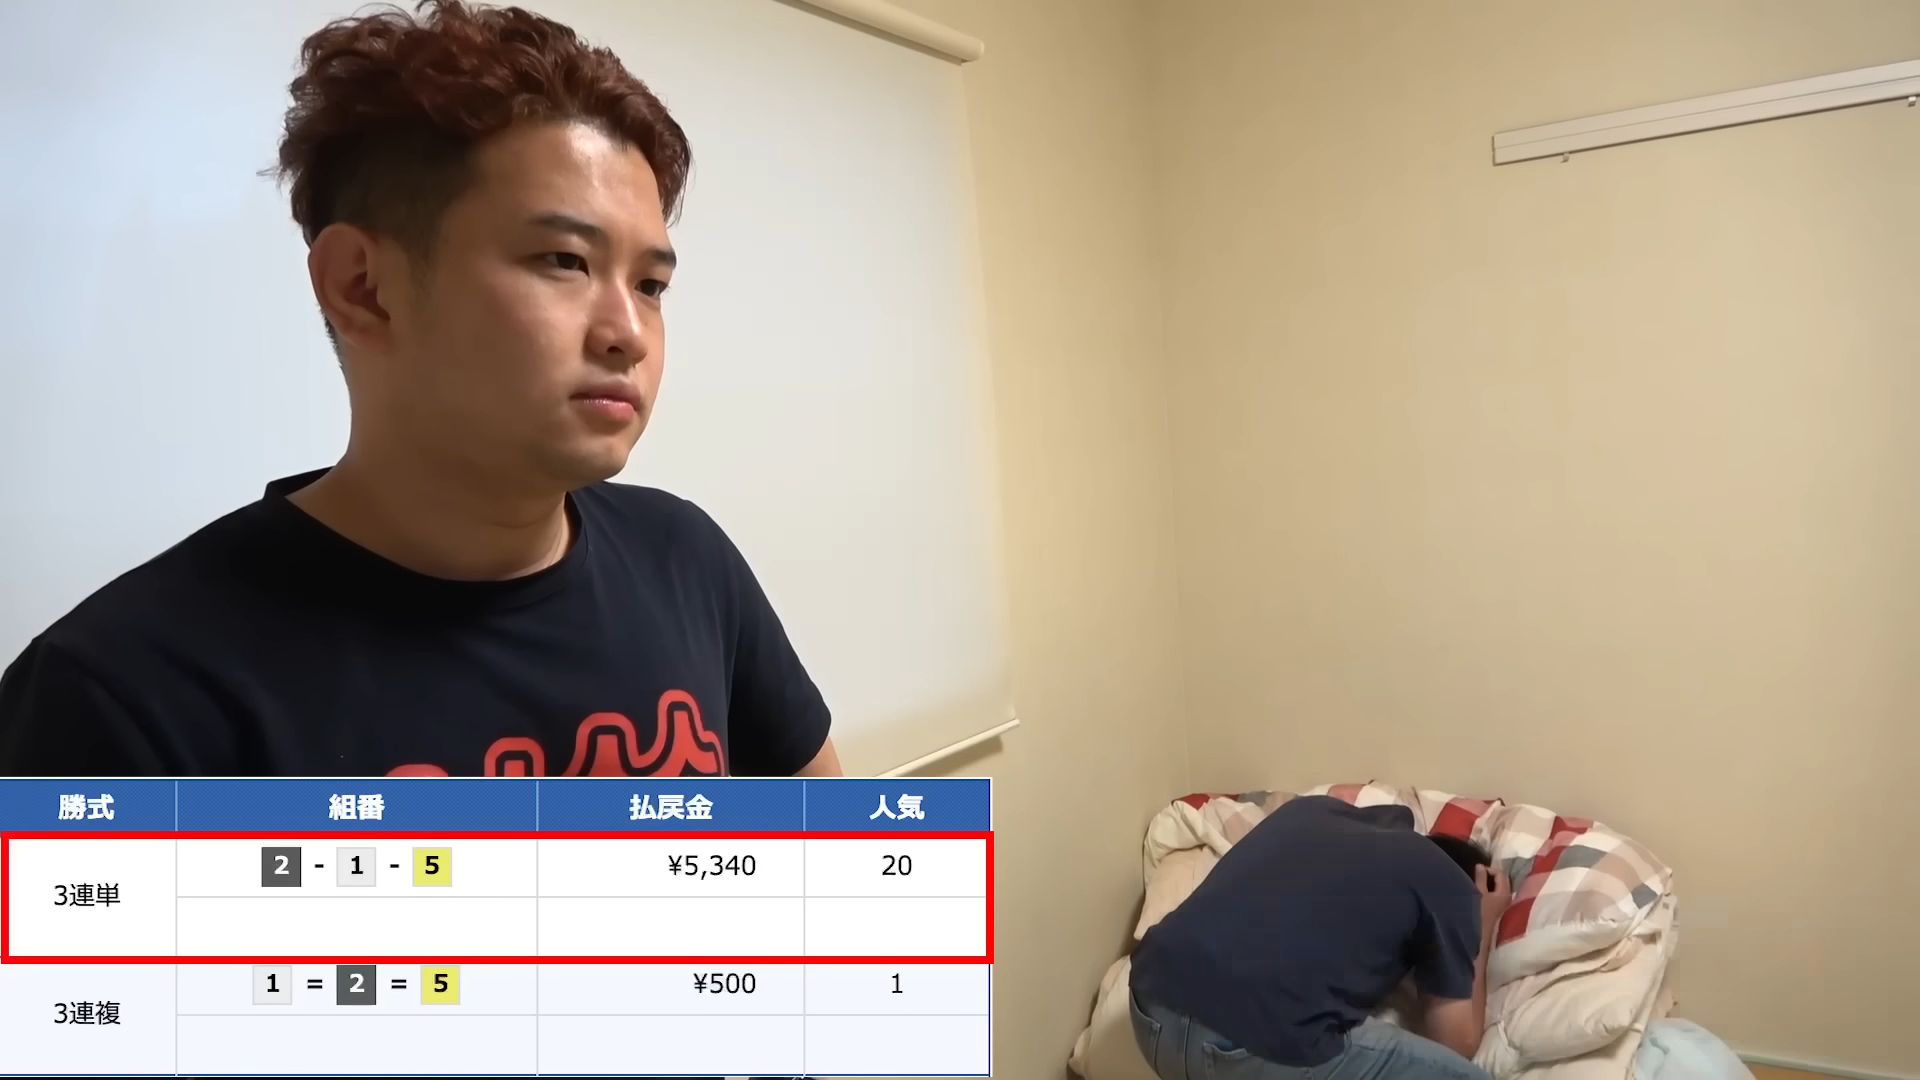 勝式 組番 払戻金 人気
3連単 2 - 1 - 5 ¥5,340 20
3連複 1 = 2 = 5 ¥500 1